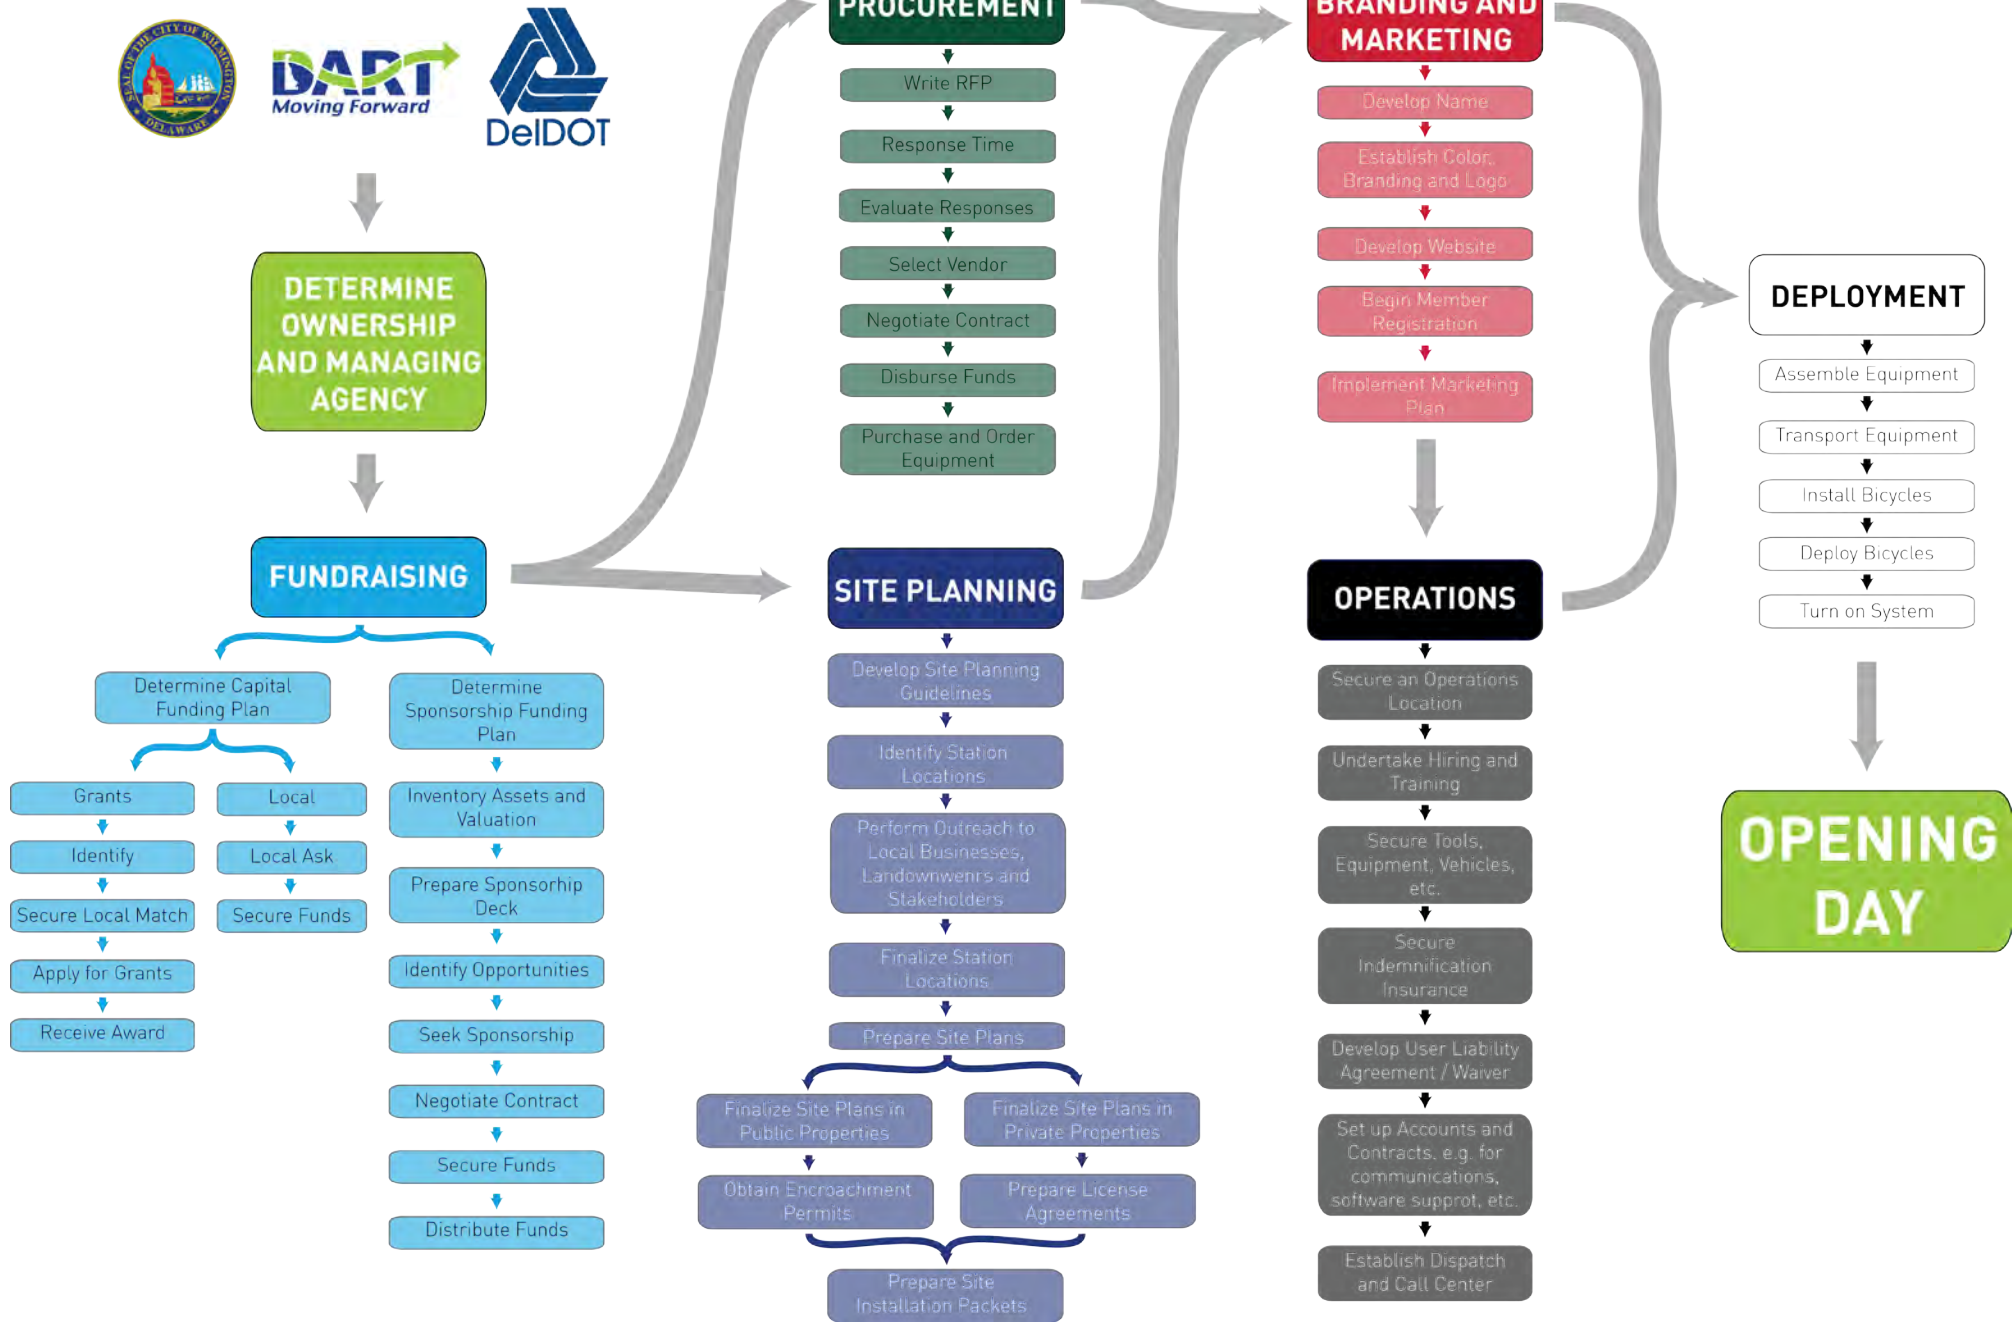 SEAL OF THE CITY OF WILMINGTON
DELAWARE
DART
Moving Forward
DelDOT
DETERMINE
OWNERSHIP
AND MANAGING
AGENCY
FUNDRAISING
Determine Capital
Funding Plan
Grants
Identify
Secure Local Match
Apply for Grants
Receive Award
Local
Local Ask
Secure Funds
Determine
Sponsorship Funding
Plan
Inventory Assets and
Valuation
Prepare Sponsorhip
Deck
Identify Opportunities
Seek Sponsorship
Negotiate Contract
Secure Funds
Distribute Funds
PROCUREMENT
Write RFP
Response Time
Evaluate Responses
Select Vendor
Negotiate Contract
Disburse Funds
Purchase and Order
Equipment
SITE PLANNING
Develop Site Planning
Guidelines
Identify Station
Locations
Perform Outreach to
Local Businesses,
Landownwenrs and
Stakeholders
Finalize Station
Locations
Prepare Site Plans
Finalize Site Plans in
Public Properties
Obtain Encroachment
Permits
Finalize Site Plans in
Private Properties
Prepare License
Agreements
Prepare Site
Installation Packets
BRANDING AND
MARKETING
Develop Name
Establish Color,
Branding and Logo
Develop Website
Begin Member
Registration
Implement Marketing
Plan
OPERATIONS
Secure an Operations
Location
Undertake Hiring and
Training
Secure Tools,
Equipment, Vehicles,
etc.
Secure
Indemnification
Insurance
Develop User Liability
Agreement / Waiver
Set up Accounts and
Contracts, e.g. for
communications,
software supprot, etc.
Establish Dispatch
and Call Center
DEPLOYMENT
Assemble Equipment
Transport Equipment
Install Bicycles
Deploy Bicycles
Turn on System
OPENING
DAY